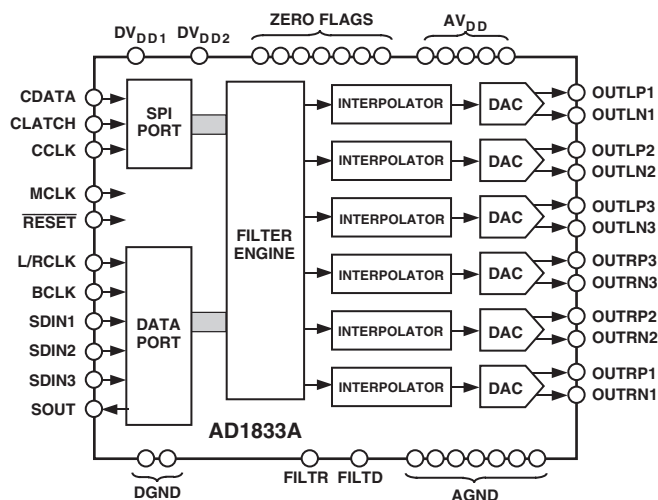 ZERO FLAGS
AVDD
DVDD1
DVDD2
CDATA
CLATCH
CCLK
MCLK
RESET
L/RCLK
BCLK
SDIN1
SDIN2
SDIN3
SOUT
SPI
PORT
DATA
PORT
FILTER
ENGINE
INTERPOLATOR
DAC
OUTLP1
OUTLN1
INTERPOLATOR
DAC
OUTLP2
OUTLN2
INTERPOLATOR
DAC
OUTLP3
OUTLN3
INTERPOLATOR
DAC
OUTRP3
OUTRN3
INTERPOLATOR
DAC
OUTRP2
OUTRN2
INTERPOLATOR
DAC
OUTRP1
OUTRN1
AD1833A
DGND
FILTR
FILTD
AGND